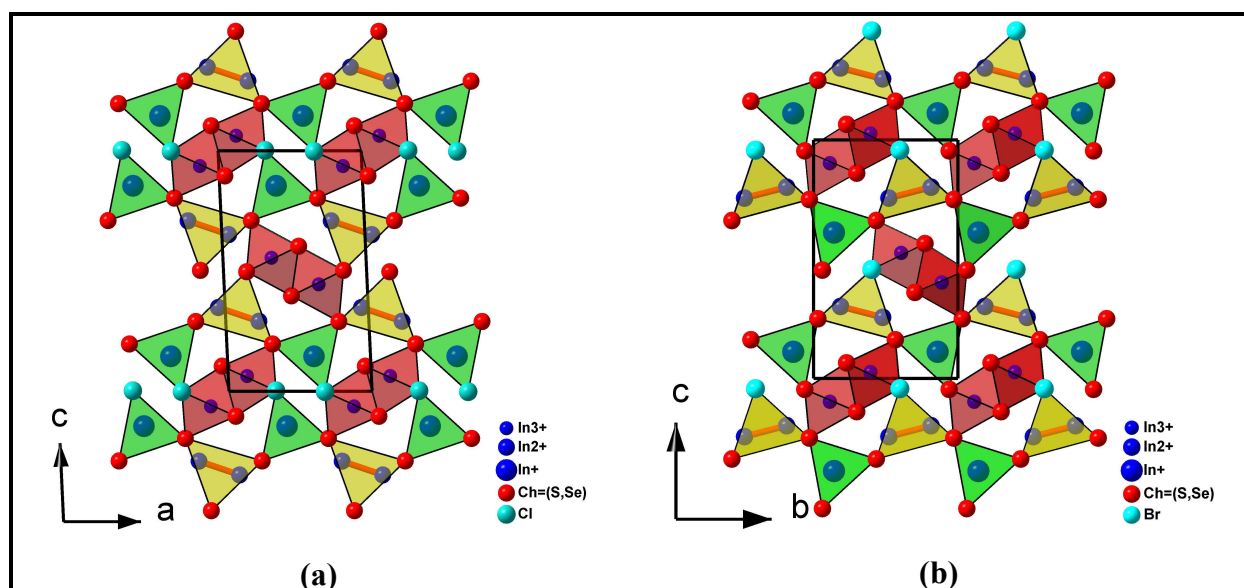 c
a
In3+
In2+
In+
Ch=(S,Se)
Cl
(a)
c
b
In3+
In2+
In+
Ch=(S,Se)
Br
(b)